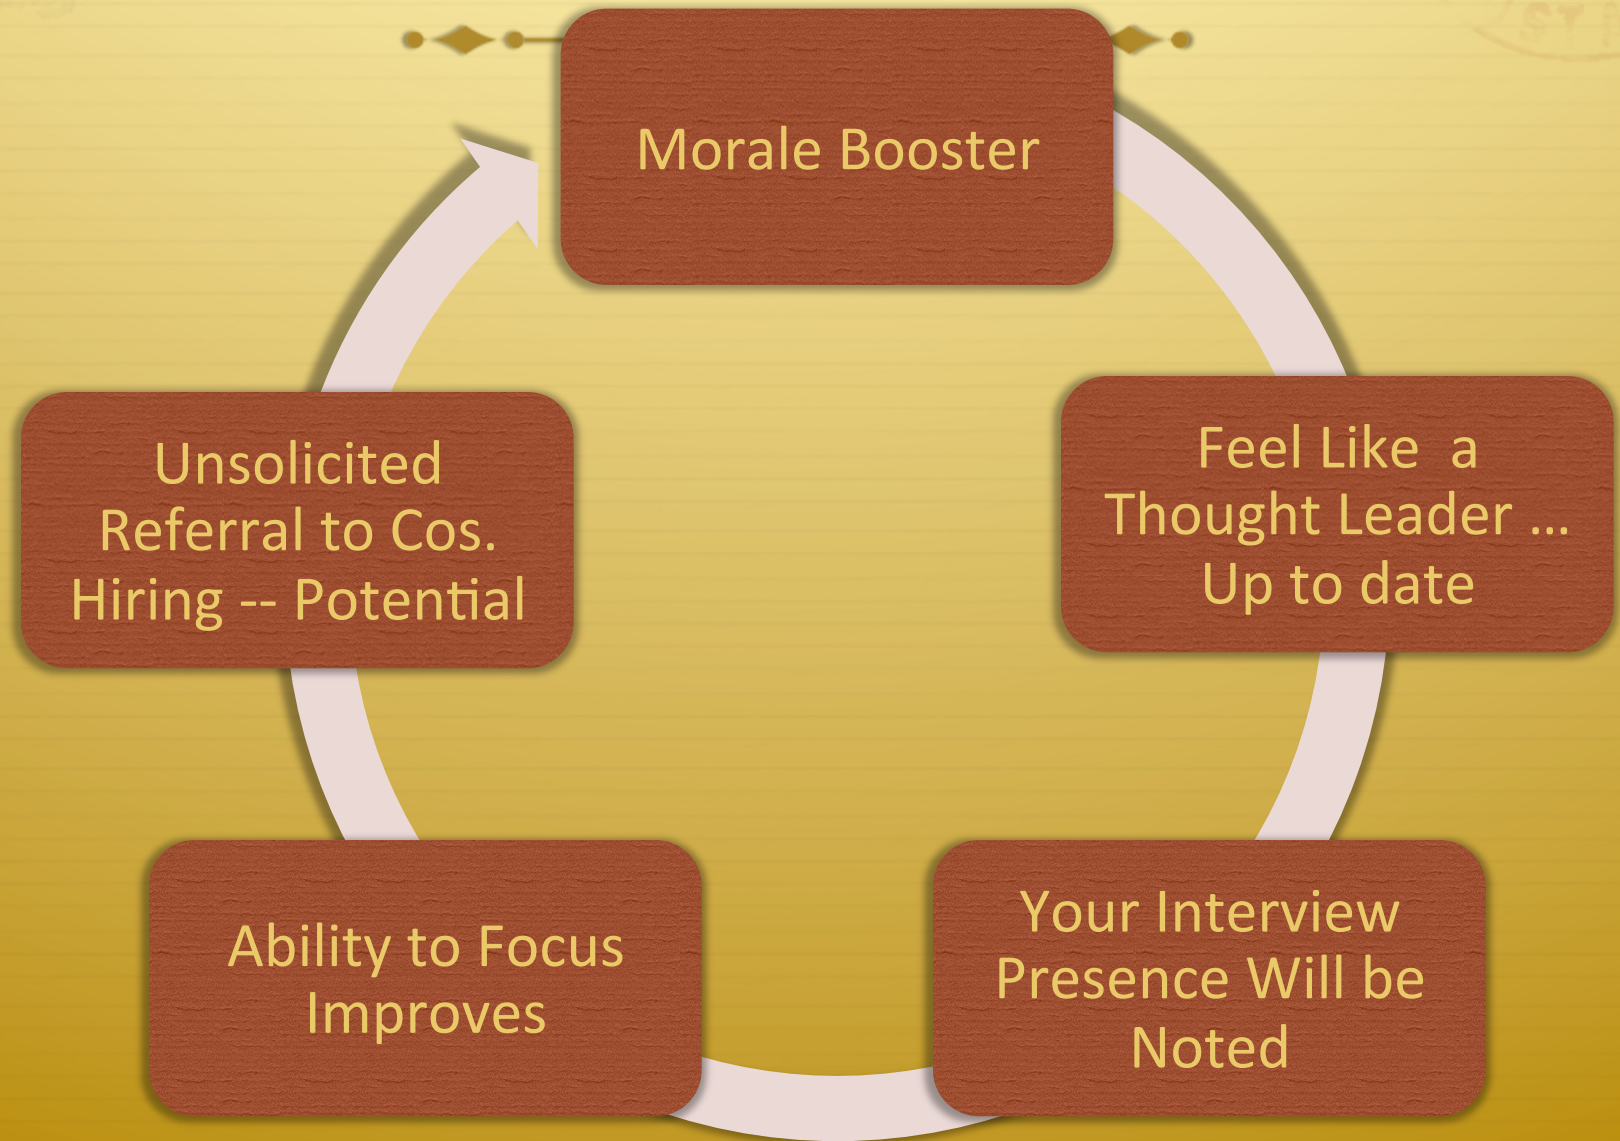 Morale Booster
Feel Like  a
Thought Leader ...
Up to date
Your Interview
Presence Will be
Noted
Ability to Focus
Improves
Unsolicited
Referral to Cos.
Hiring -- Potential